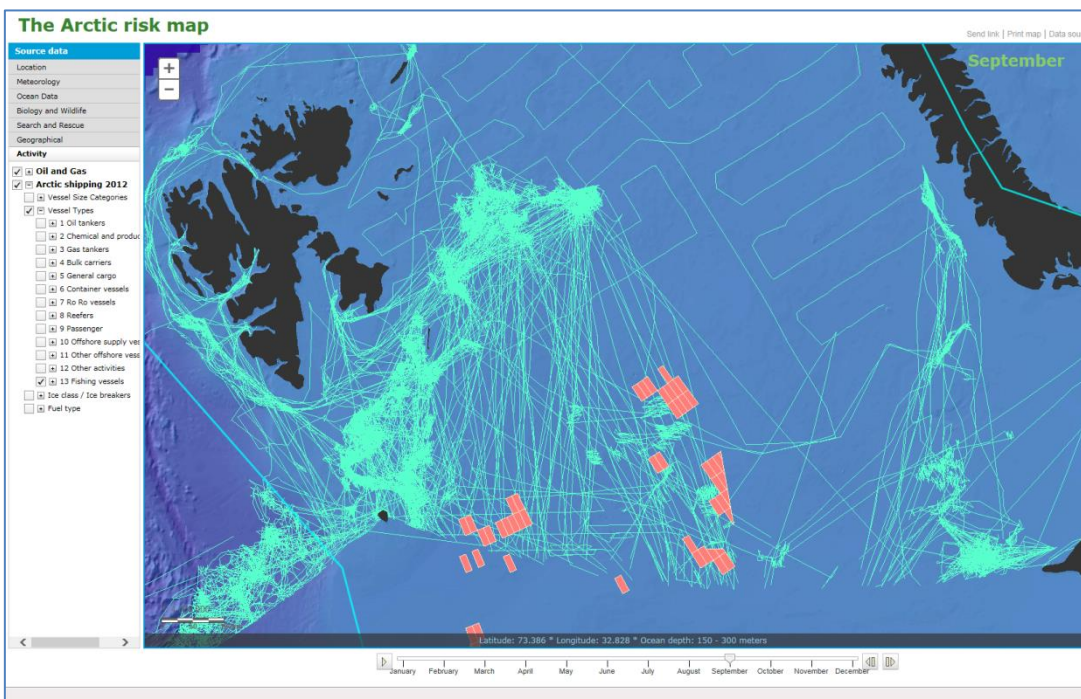 The Arctic risk map
Send link | Print map | Data sou
Source data
Location
Meteorology
Ocean Data
Biology and Wildlife
Search and Rescue
Geographical
Activity
Oil and Gas
Arctic shipping 2012
Vessel Size Categories
Vessel Types
1 Oil tankers
2 Chemical and produc
3 Gas tankers
4 Bulk carriers
5 General cargo
6 Container vessels
7 Ro Ro vessels
8 Reefers
9 Passenger
10 Offshore supply ves
11 Other offshore vess
12 Other activities
13 Fishing vessels
Ice class / Ice breakers
Fuel type
September
Latitude: 73.386 * Longitude: 32.828 * Ocean depth: 150 - 300 meters
January February March April May June July August September October November December